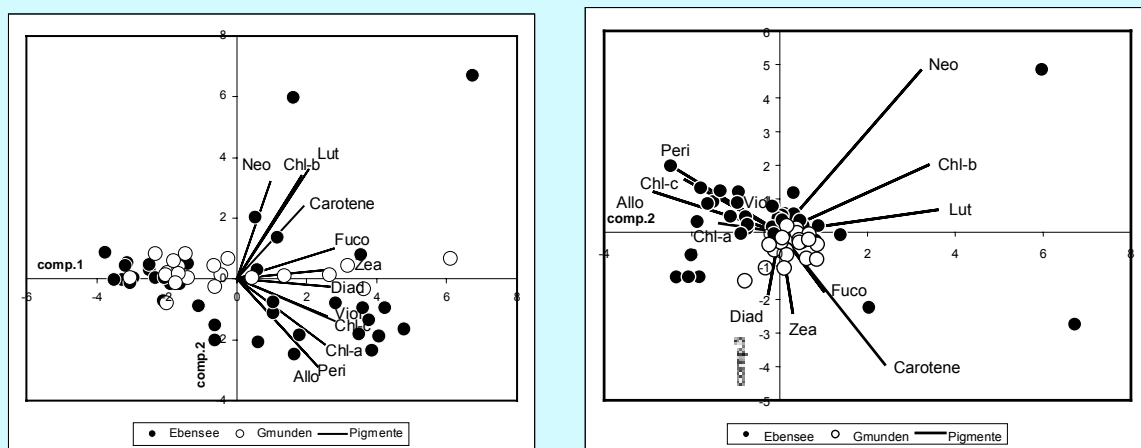 8
6
4
2
0
-2
-4
-6 -4 -2 0 2 4 6 8
comp.1
comp.2
Neo
Chl-b
Lut
Carotene
Fuco
Zea
Diad
Viol
Chl-c
Chl-a
Allo
Peri
Ebensee Gmunden Pigmente
6
5
4
3
2
1
0
-1
-2
-3
-4
-5
-4 -2 0 2 4 6 8
comp.2
Neo
Peri
Chl-c
Allo
Viol
Chl-a
Chl-b
Lut
Fuco
Diad
Zea
Carotene
Ebensee Gmunden Pigmente